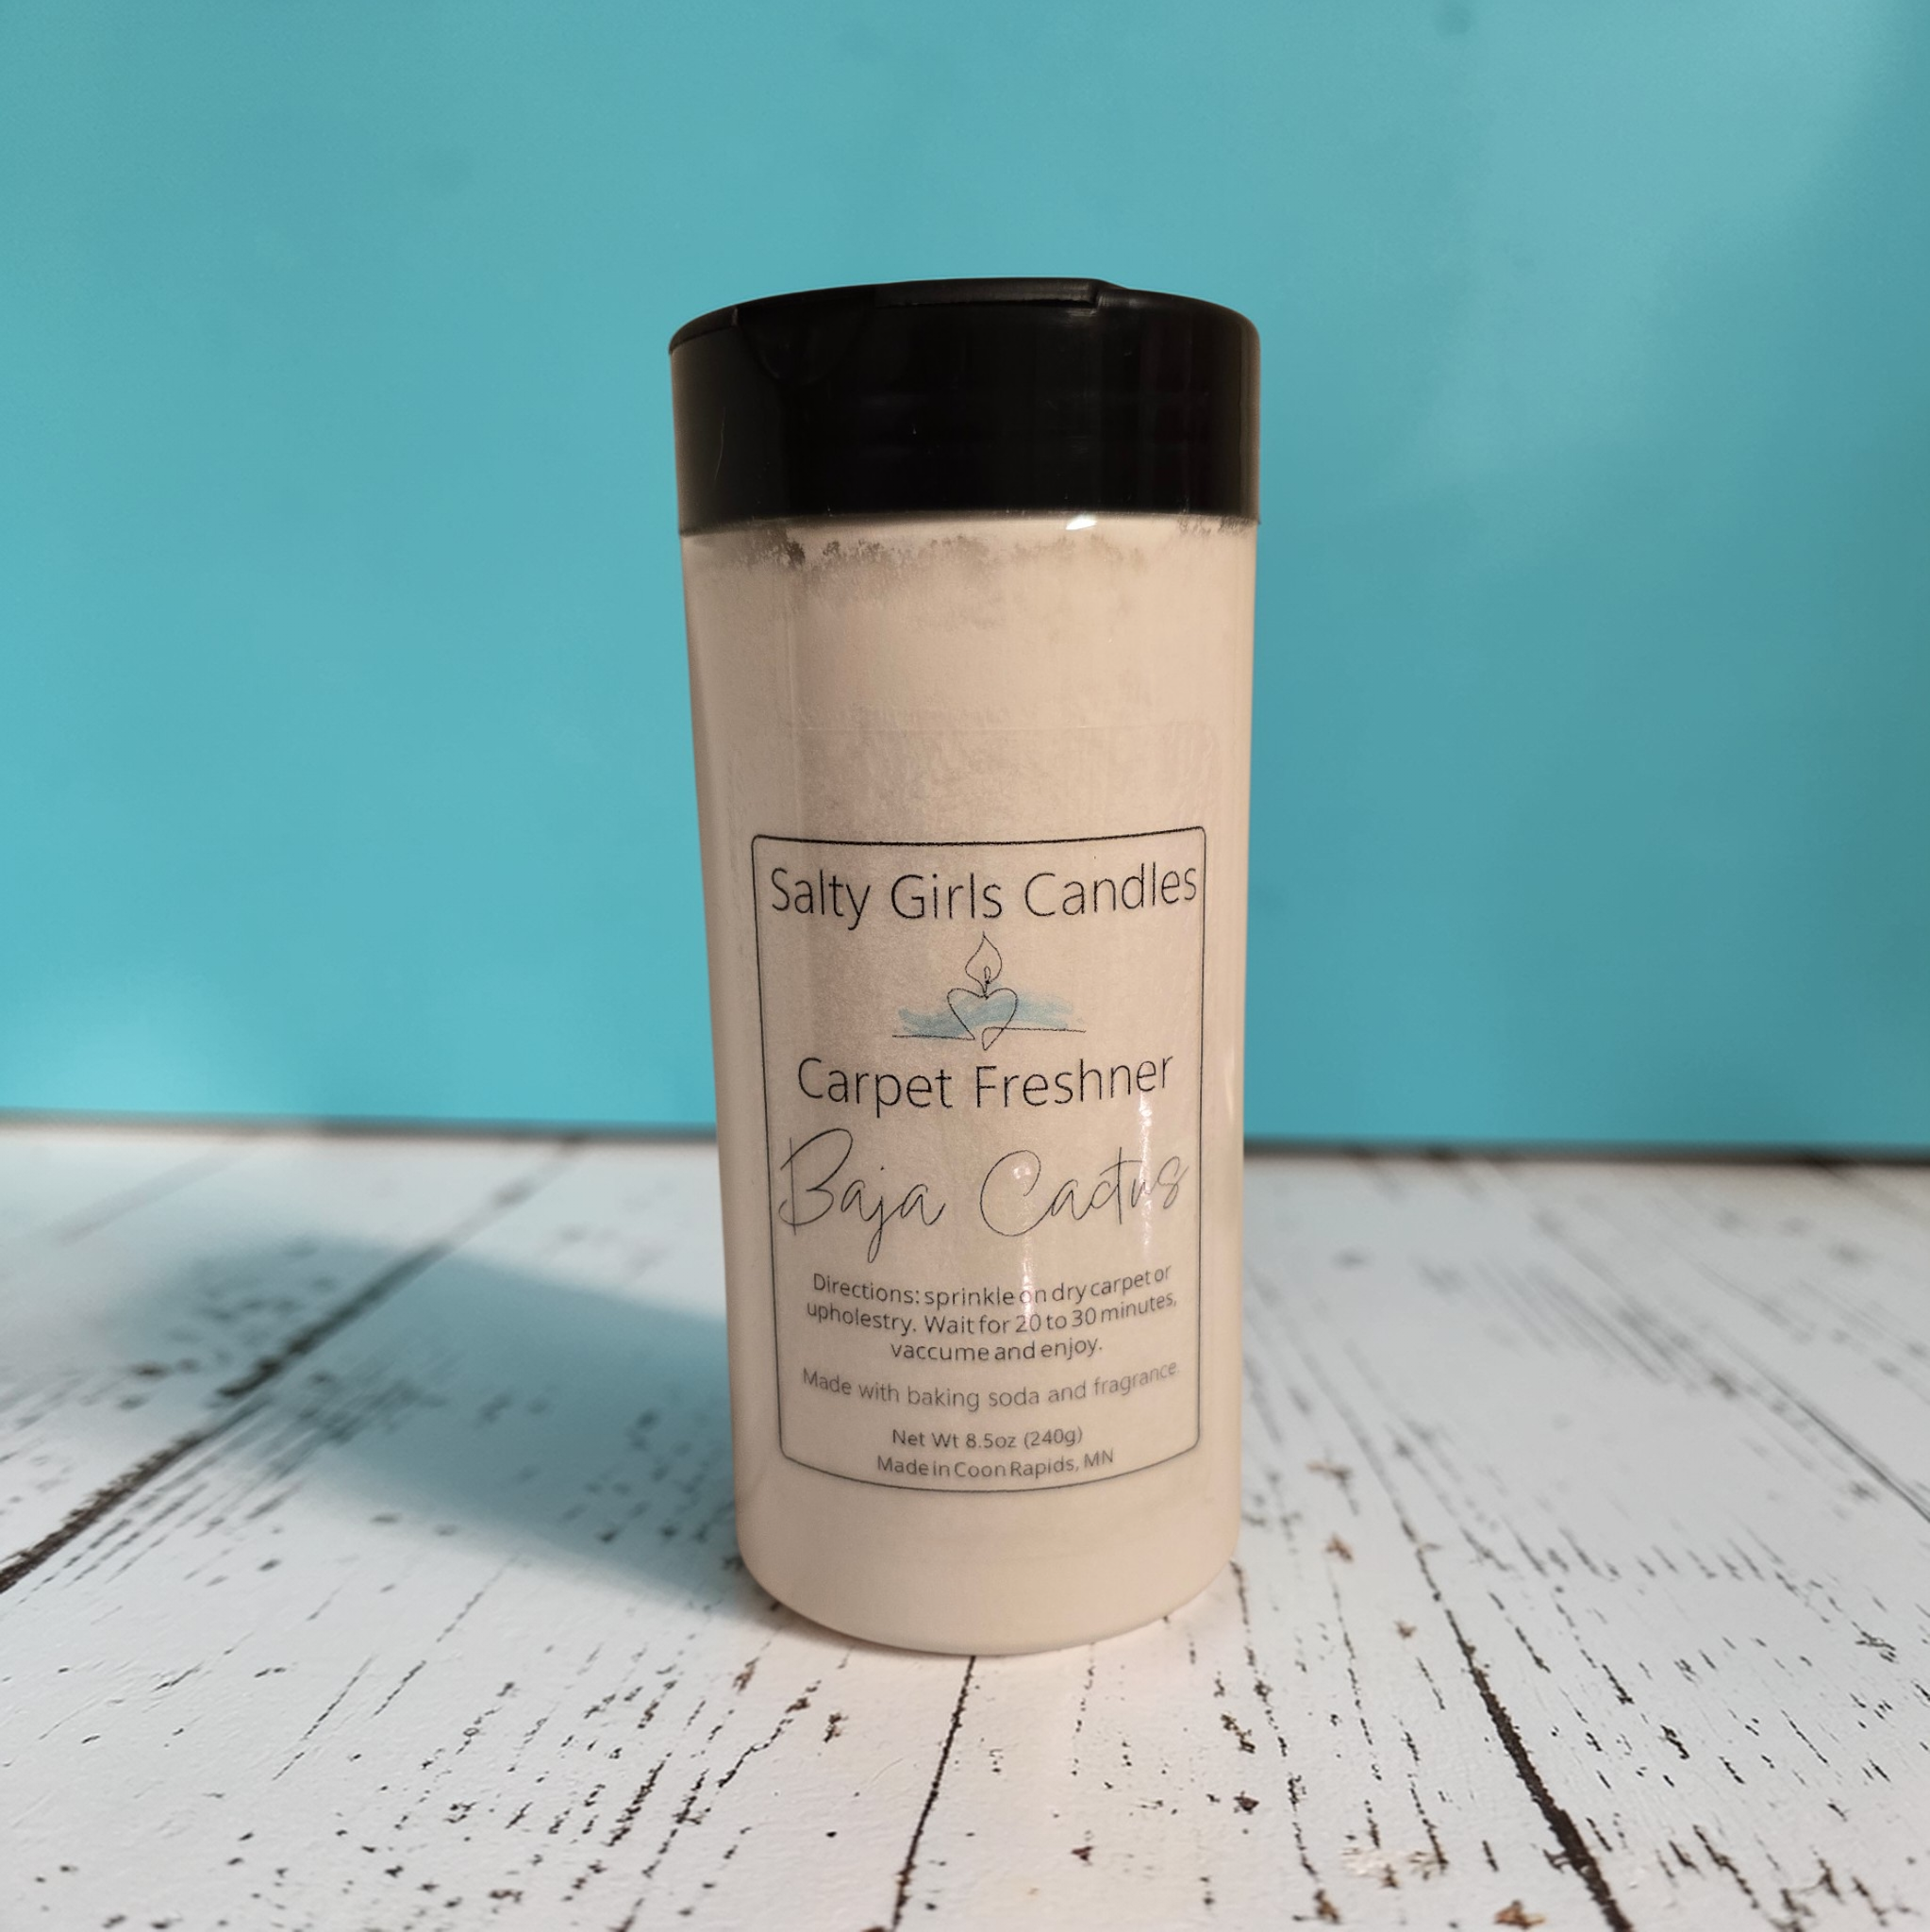 Salty Girls Candles
Carpet Freshner
Baja Cactus
Directions: sprinkle on dry carpet or
upholestry. Wait for 20 to 30 minutes,
vaccume and enjoy.
Made with baking soda and fragrance.
Net Wt 8.5oz (240g)
Made in Coon Rapids, MN